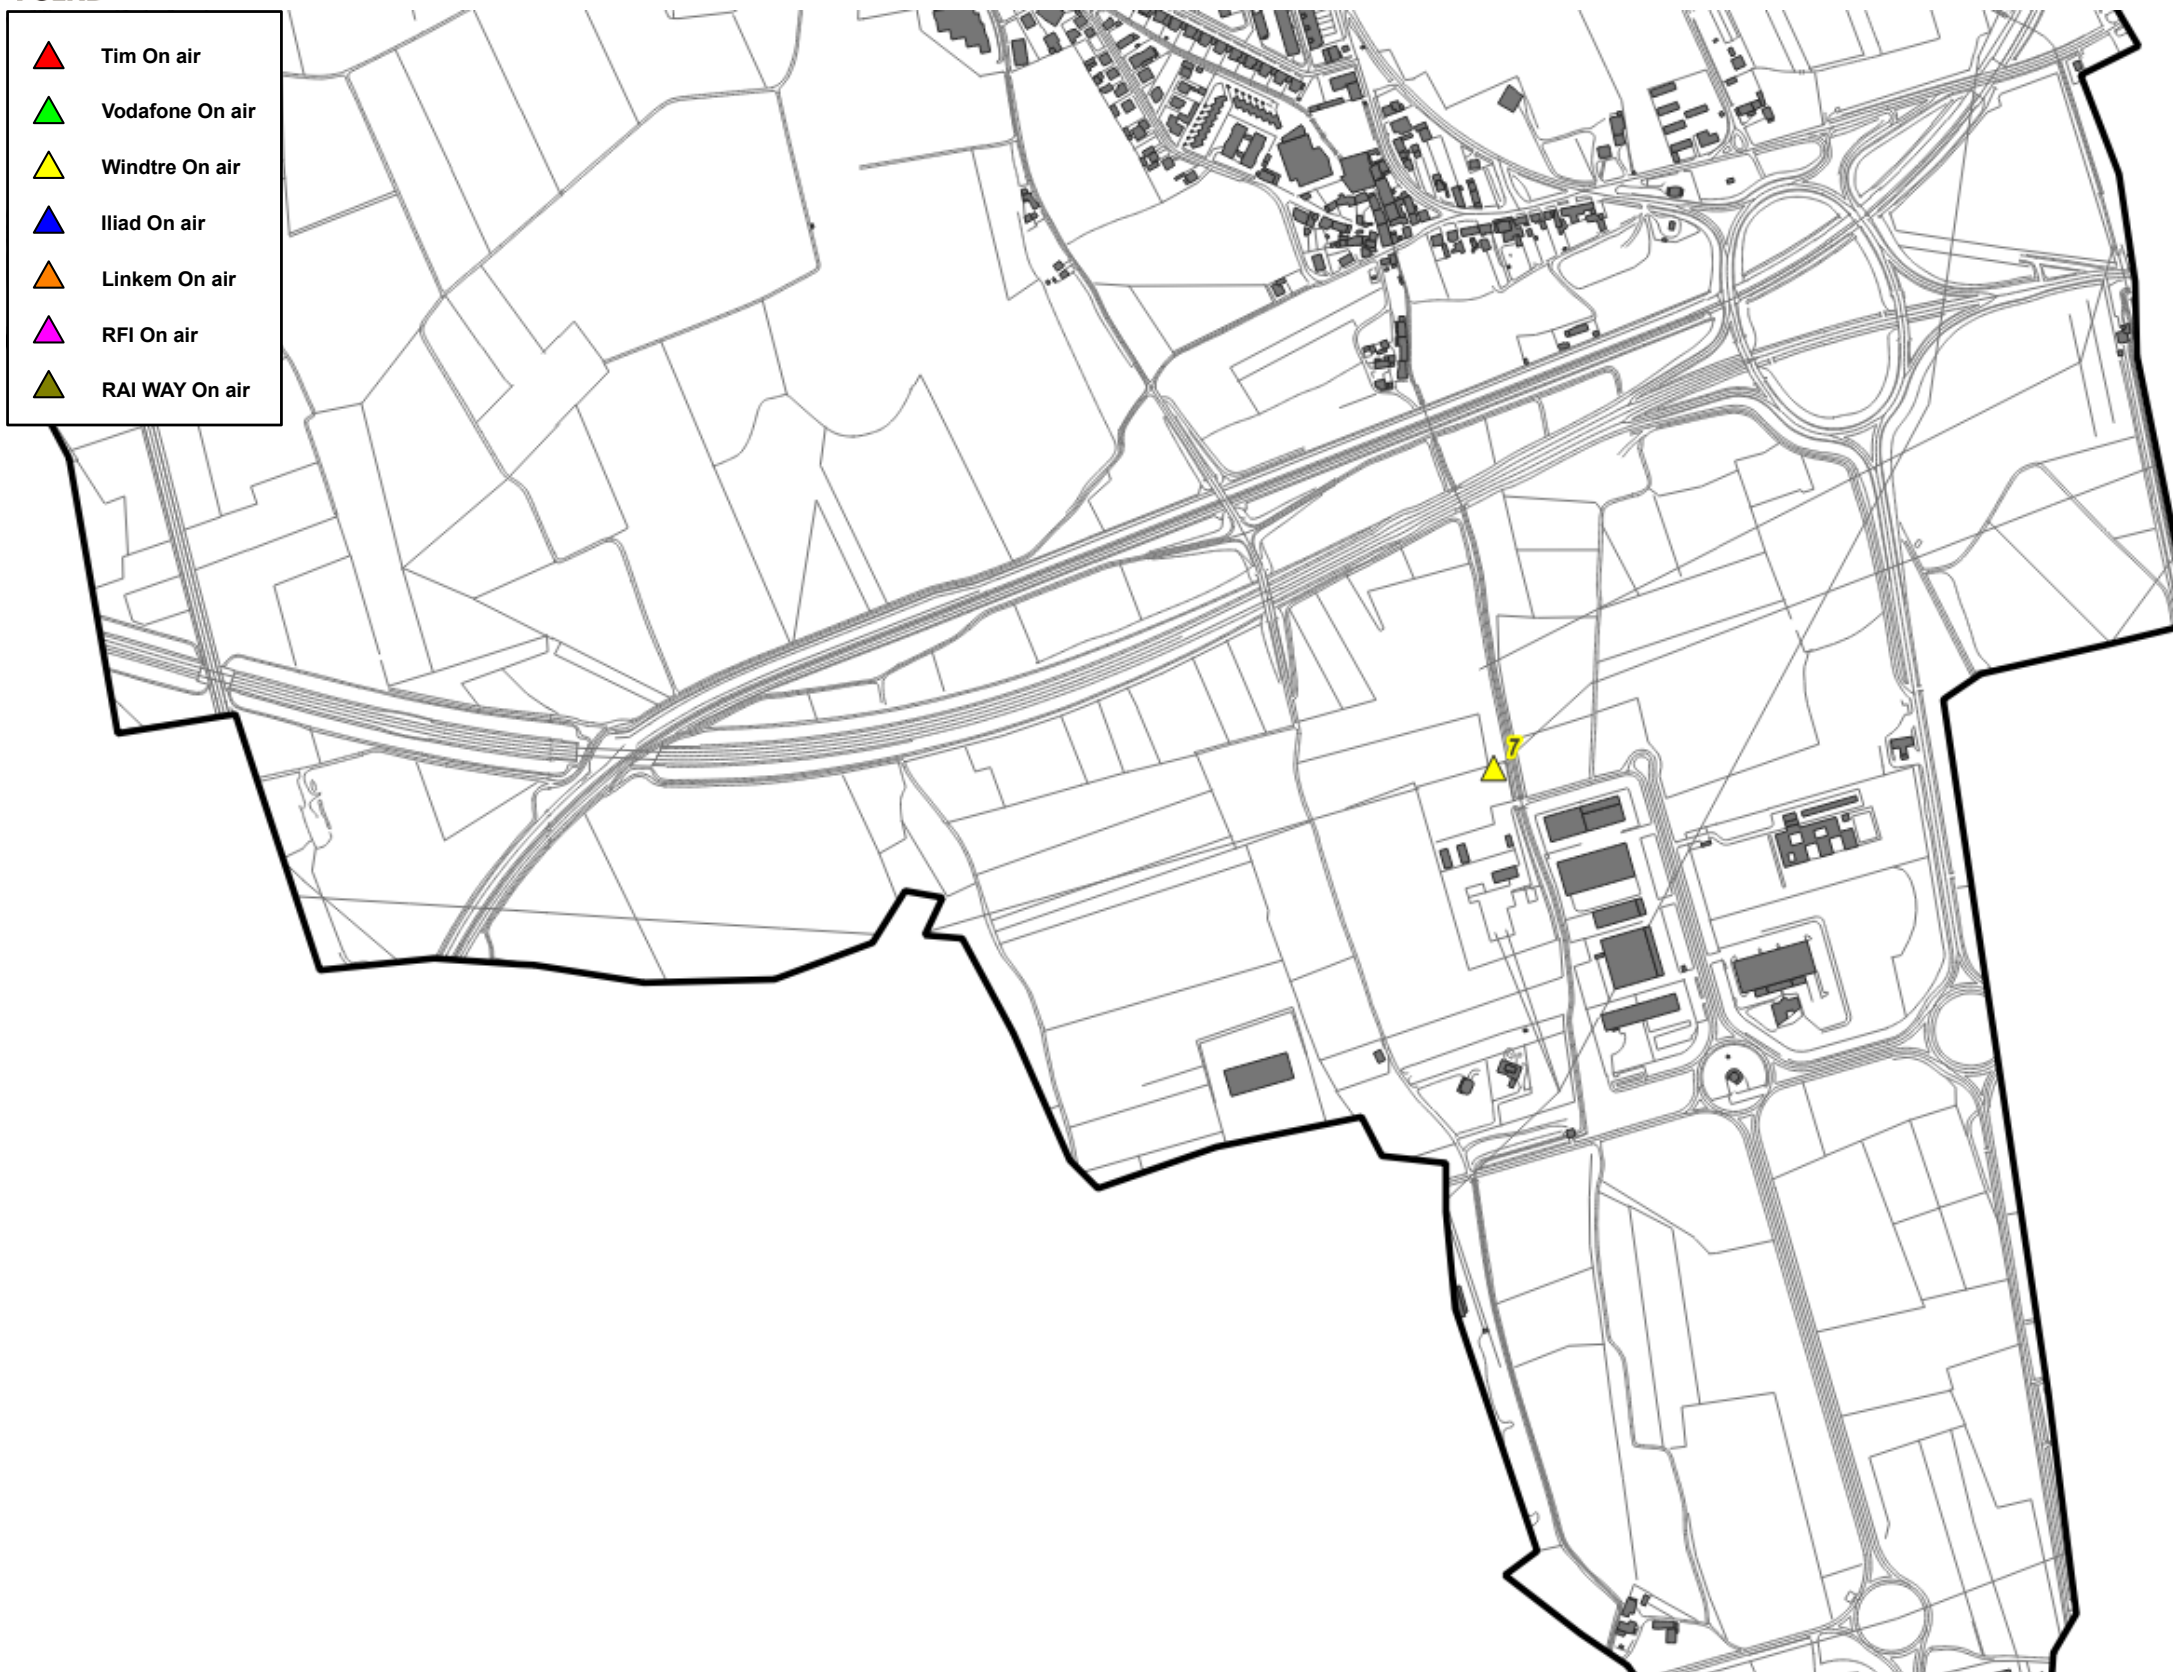 Tim On air
Vodafone On air
Windtre On air
Iliad On air
Linkem On air
RFI On air
RAI WAY On air
7